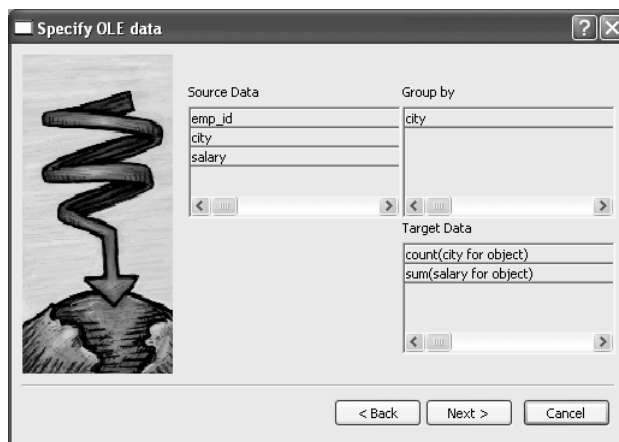 Specify OLE data
Source Data
emp_id
city
salary
Group by
city
Target Data
count(city for object)
sum(salary for object)
< Back
Next >
Cancel